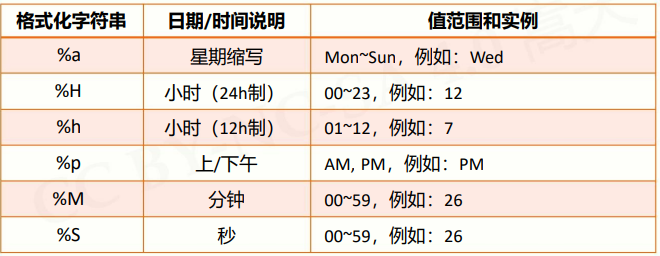 格式化字符串 日期/时间说明 值范围和实例
%a 星期缩写 Mon~Sun，例如：Wed
%H 小时（24h制） 00~23，例如：12
%h 小时（12h制） 01~12，例如：7
%p 上/下午 AM, PM，例如：PM
%M 分钟 00~59，例如：26
%S 秒 00~59，例如：26